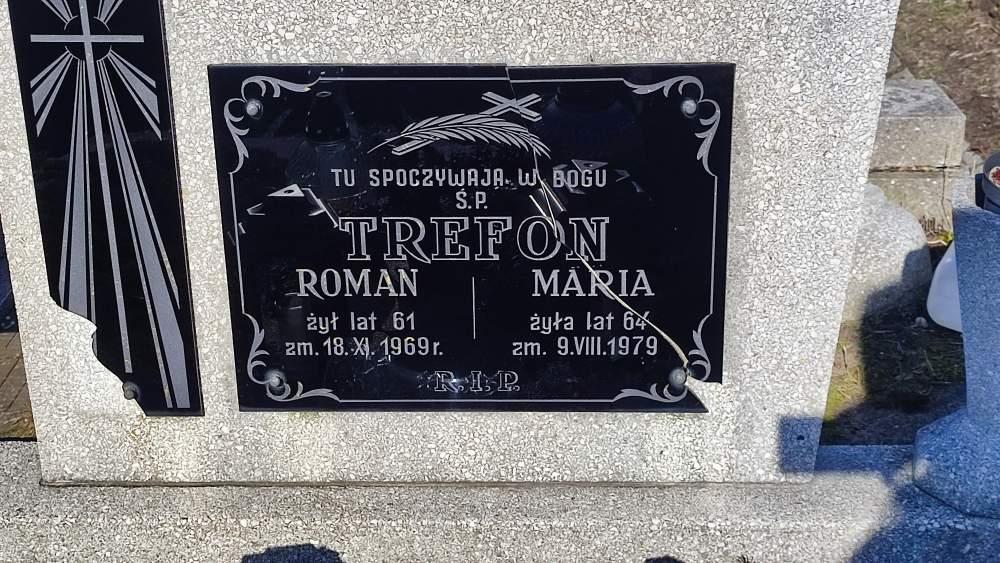 TU SPOCZYWAJĄ W BOGU
Ś.P.
TREFON
ROMAN
żył lat 61
zm. 18.XI.1969r.
MARIA
żyła lat 64
zm. 9.VIII.1979
R.I.P.